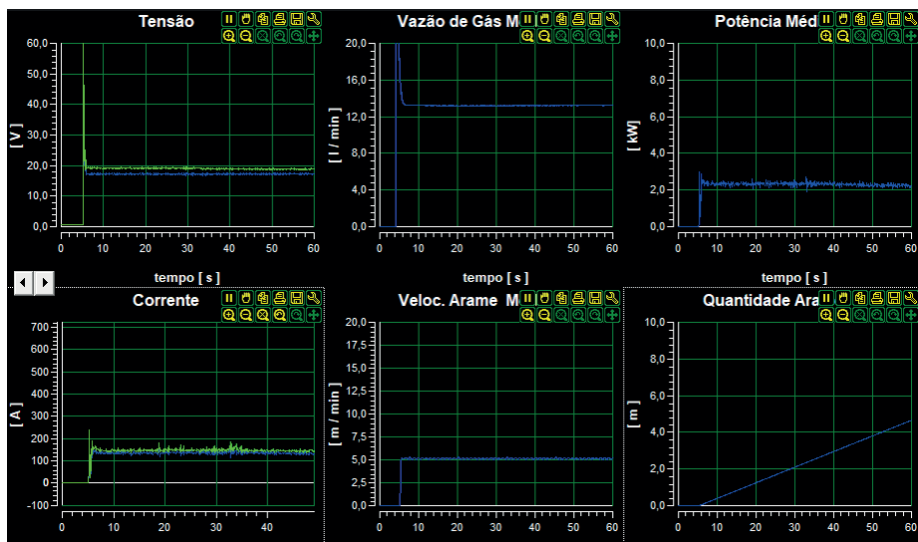 Tensão
60,0
50,0
40,0
30,0
20,0
10,0
0,0
[ V ]
0 10 20 30 40 50 60
tempo [ s ]
Vazão de Gás M
20,0
16,0
12,0
8,0
4,0
0,0
[ l / min ]
0 10 20 30 40 50 60
tempo [ s ]
Potência Méd
10,0
8,0
6,0
4,0
2,0
0,0
[ kW]
0 10 20 30 40 50 60
tempo [ s ]
Corrente
700
600
500
400
300
200
100
0
-100
[ A ]
0 10 20 30 40
Veloc. Arame M
20,0
17,5
15,0
12,5
10,0
7,5
5,0
2,5
0,0
[ m / min ]
0 10 20 30 40 50 60
Quantidade Ara
10,0
8,0
6,0
4,0
2,0
0,0
[ m ]
0 10 20 30 40 50 60